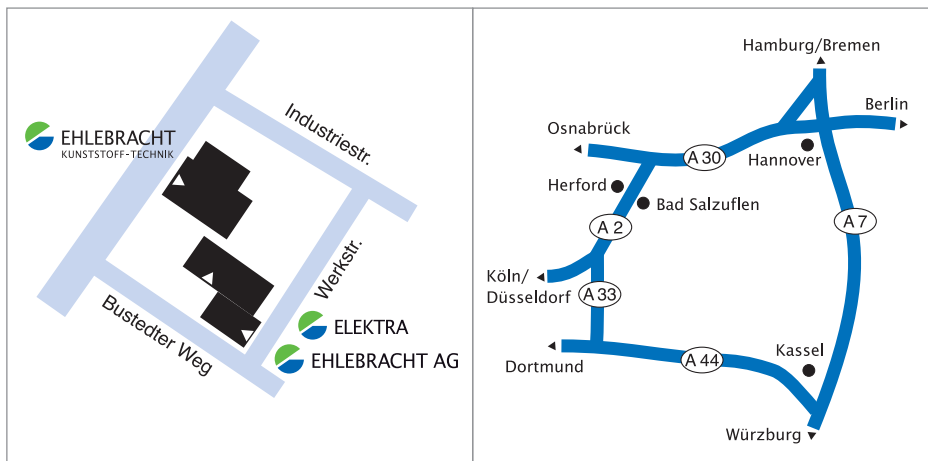 EHLEBRACHT
KUNSTSTOFF-TECHNIK
Industriestr.
Werkstr.
Bustedter Weg
ELEKTRA
EHLEBRACHT AG
Hamburg/Bremen
Berlin
Osnabrück
A 30
Hannover
Herford
Bad Salzuflen
A 2
A 7
Köln/
Düsseldorf
A 33
Dortmund
A 44
Kassel
Würzburg